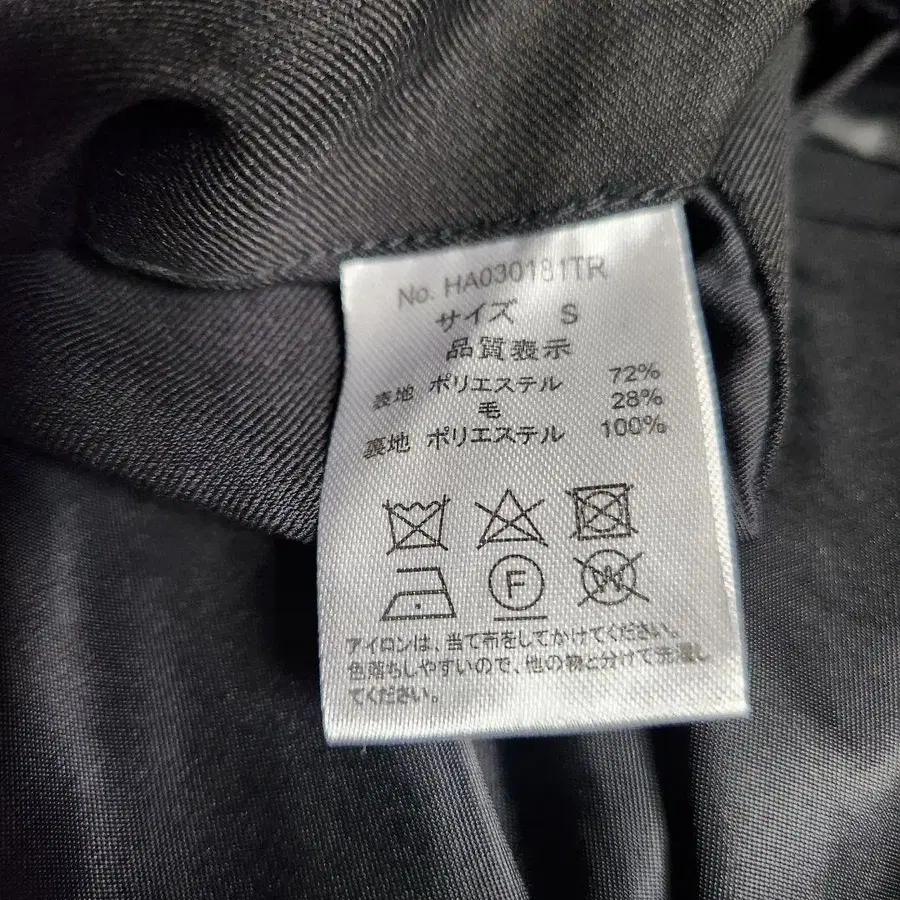 No. HA030181TR
サイズ S
品質表示
表地 ポリエステル 72%
毛 28%
裏地 ポリエステル 100%
F
W
アイロンは、当て布をしてかけてください。
色落ちしやすいので、他の物と分けて洗濯し
てください。